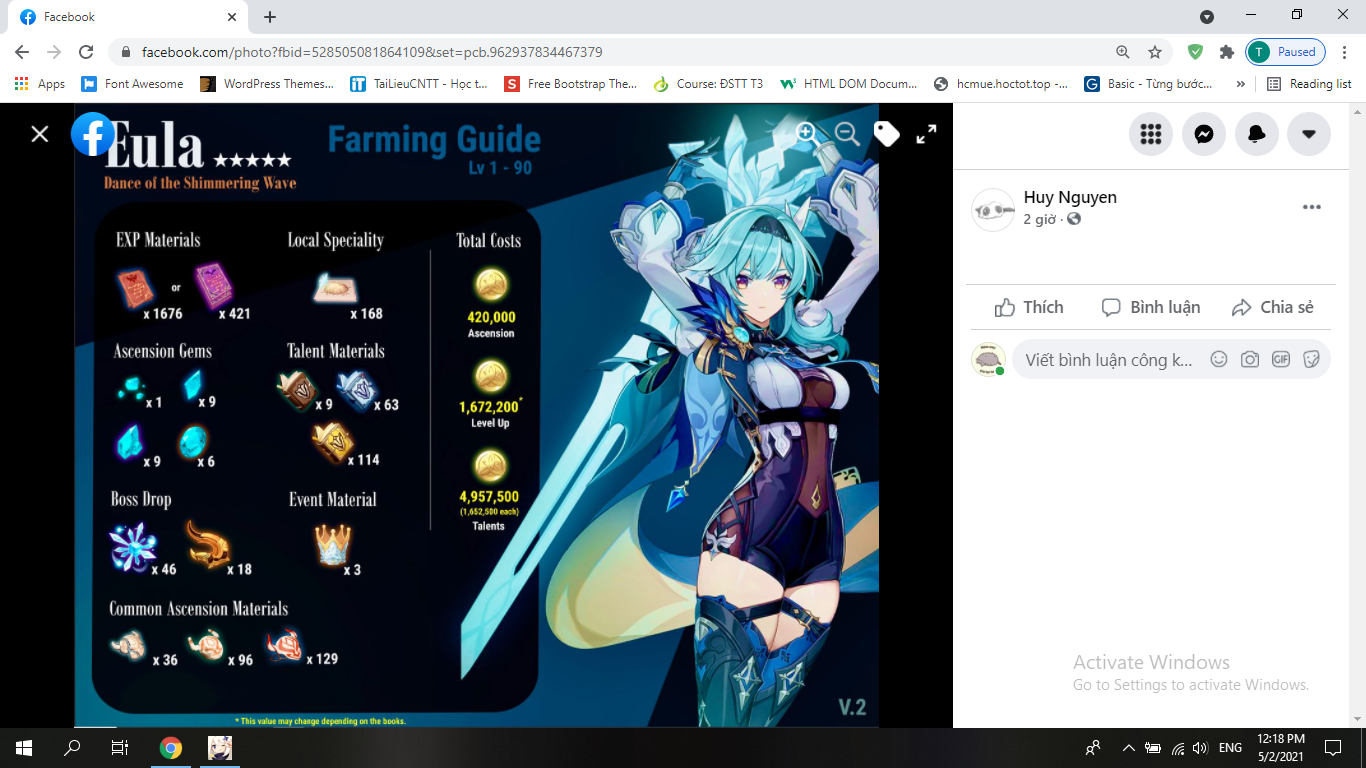 Facebook
facebook.com/photo?fbid=528505081864109&set=pcb.962937834467379
T
Paused
Apps
Font Awesome
WordPress Themes...
TaiLieuCNTT - Học t...
Free Bootstrap The...
Course: ĐSTT T3
HTML DOM Docum...
hcmue.hoctot.top -...
Basic - Từng bước...
»
Reading list
Eula
Dance of the Shimmering Wave
Farming Guide
Lv 1 - 90
EXP Materials
or
x 1676
x 421
Local Speciality
x 168
Ascension Gems
x 1
x 9
x 9
x 6
Talent Materials
x 9
x 63
x 114
Boss Drop
x 46
x 18
Event Material
x 3
Common Ascension Materials
x 36
x 96
x 129
Total Costs
420,000
Ascension
1,672,200*
Level Up
4,957,500
(1,652,500 each)
Talents
* This value may change depending on the books.
V.2
Huy Nguyen
2 giờ ·
Thích
Bình luận
Chia sẻ
Viết bình luận công k...
GIF
Activate Windows
Go to Settings to activate Windows.
ENG
12:18 PM
5/2/2021